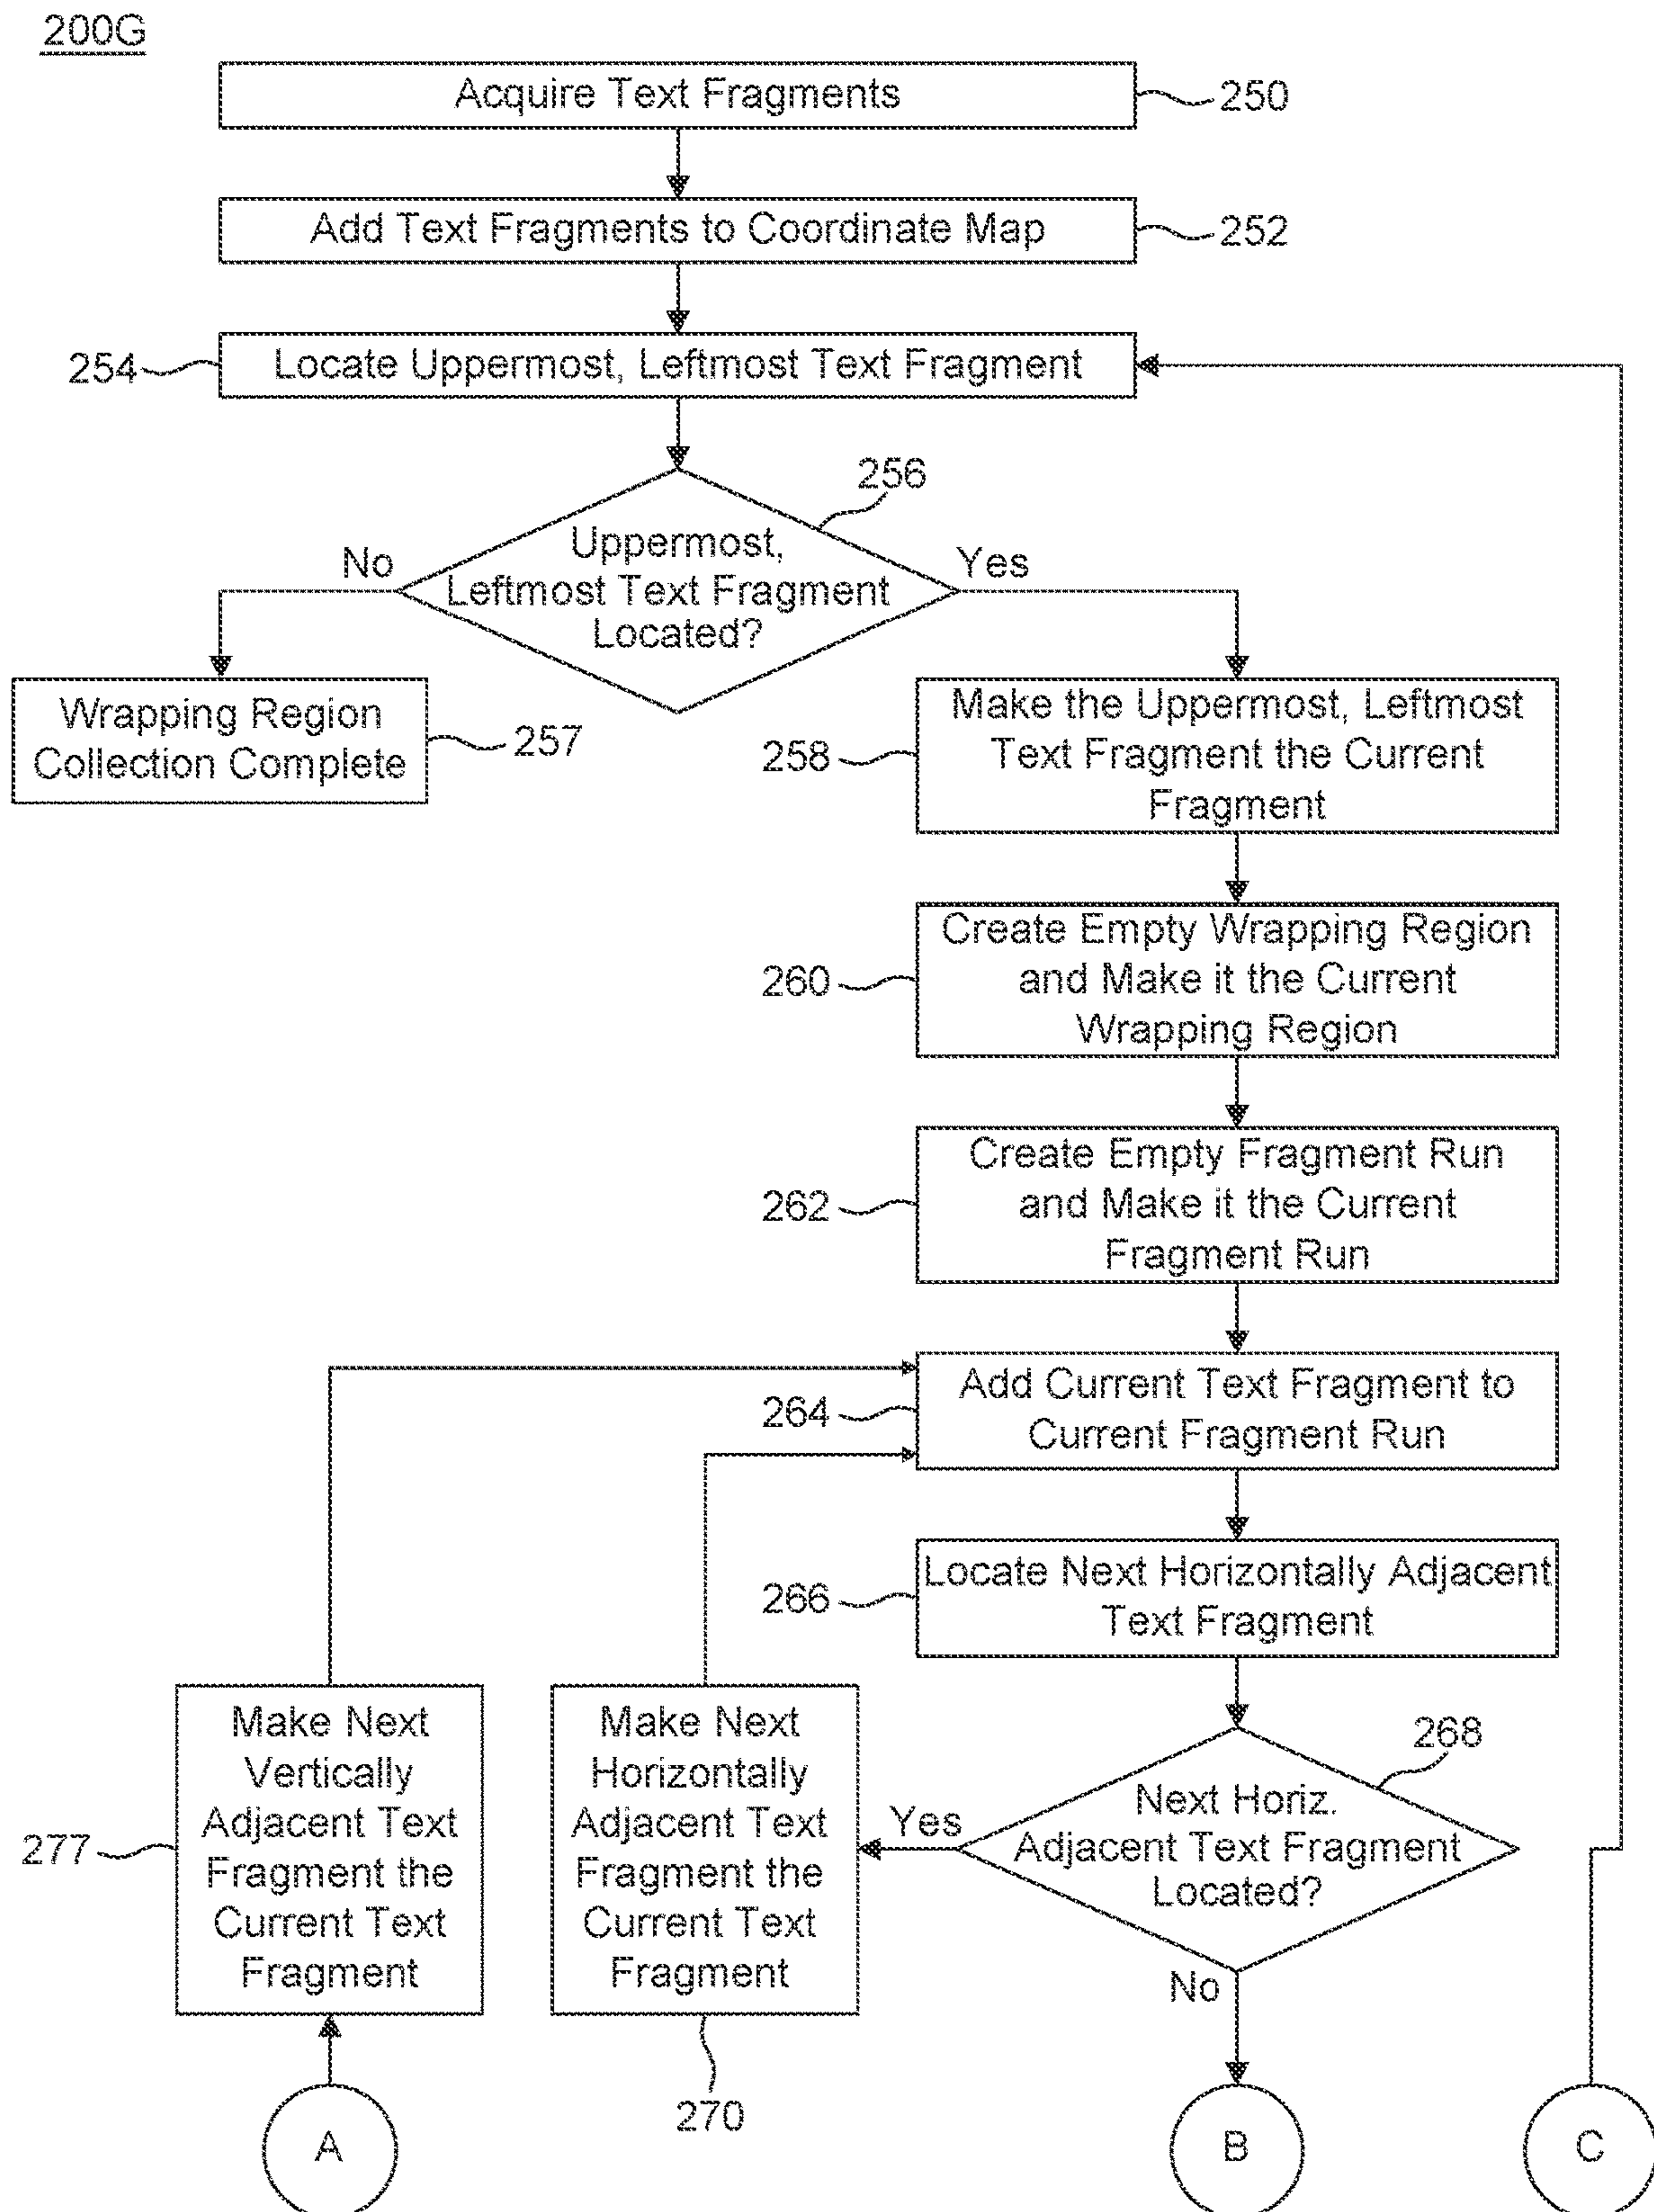 200G
Acquire Text Fragments
250
Add Text Fragments to Coordinate Map
252
254
Locate Uppermost, Leftmost Text Fragment
256
Uppermost,
Leftmost Text Fragment
Located?
No
Yes
Wrapping Region
Collection Complete
257
258
Make the Uppermost, Leftmost
Text Fragment the Current
Fragment
260
Create Empty Wrapping Region
and Make it the Current
Wrapping Region
262
Create Empty Fragment Run
and Make it the Current
Fragment Run
264
Add Current Text Fragment to
Current Fragment Run
266
Locate Next Horizontally Adjacent
Text Fragment
268
Next Horiz.
Adjacent Text Fragment
Located?
Yes
No
277
Make Next
Vertically
Adjacent Text
Fragment the
Current Text
Fragment
Make Next
Horizontally
Adjacent Text
Fragment the
Current Text
Fragment
270
A
B
C